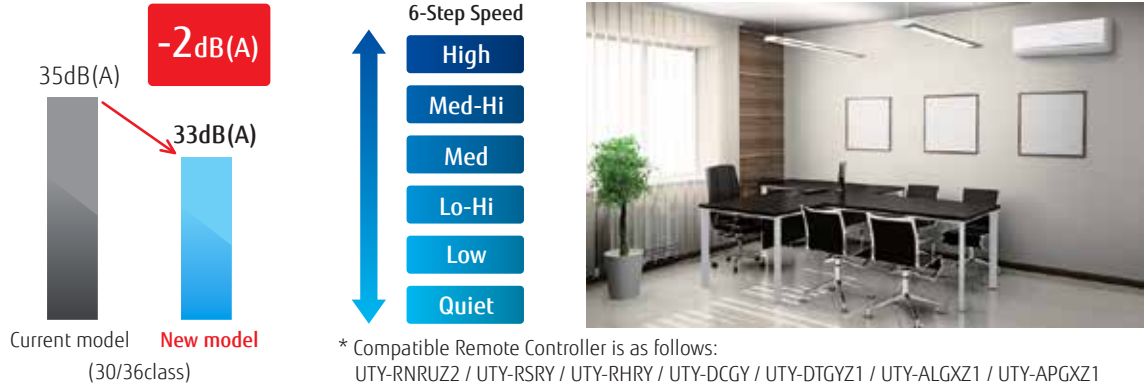 -2dB(A)
35dB(A)
33dB(A)
Current model
New model
(30/36class)
6-Step Speed
High
Med-Hi
Med
Lo-Hi
Low
Quiet
* Compatible Remote Controller is as follows:
UTY-RNRUZ2 / UTY-RSRY / UTY-RHRY / UTY-DCGY / UTY-DTGYZ1 / UTY-ALGXZ1 / UTY-APGXZ1